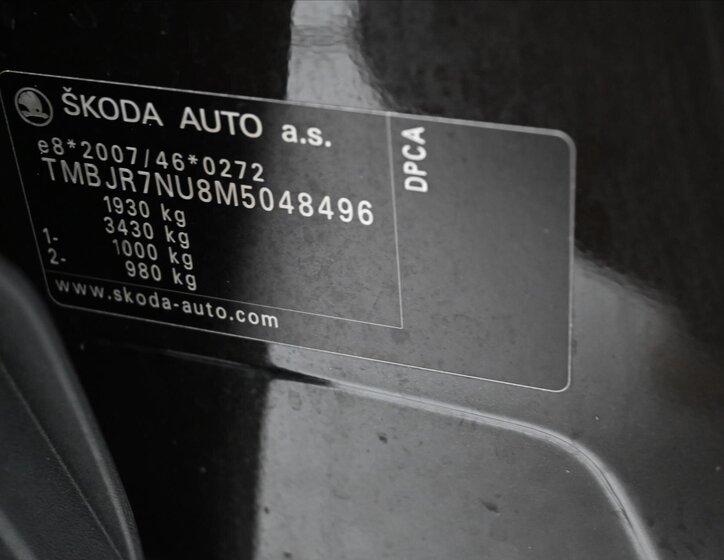 ŠKODA AUTO a.s.
e8*2007/46*0272
TMBJR7NU8M5048496
1930 kg
3430 kg
1- 1000 kg
2- 980 kg
www.skoda-auto.com
DPCA